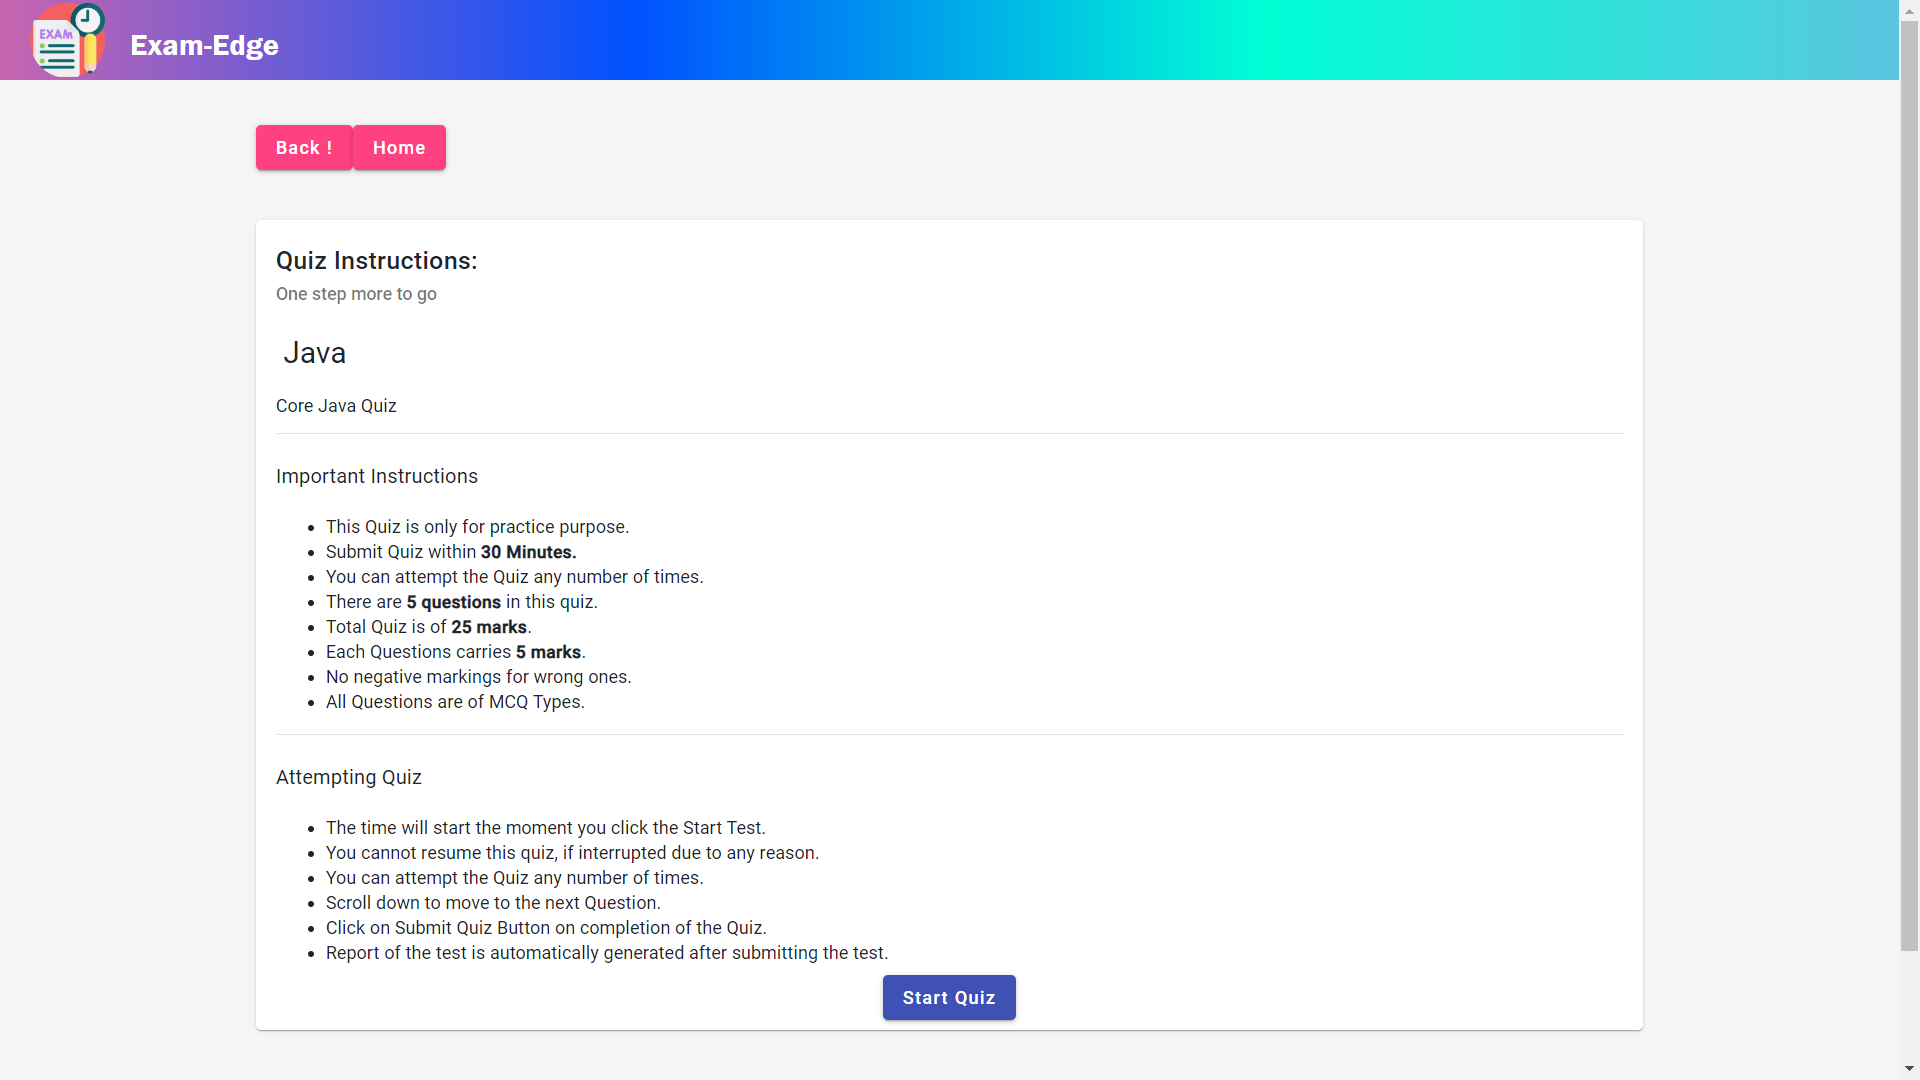 EXAM
Exam-Edge
Back !
Home
Quiz Instructions:
One step more to go
Java
Core Java Quiz
Important Instructions
This Quiz is only for practice purpose.
Submit Quiz within 30 Minutes.
You can attempt the Quiz any number of times.
There are 5 questions in this quiz.
Total Quiz is of 25 marks.
Each Questions carries 5 marks.
No negative markings for wrong ones.
All Questions are of MCQ Types.
Attempting Quiz
The time will start the moment you click the Start Test.
You cannot resume this quiz, if interrupted due to any reason.
You can attempt the Quiz any number of times.
Scroll down to move to the next Question.
Click on Submit Quiz Button on completion of the Quiz.
Report of the test is automatically generated after submitting the test.
Start Quiz